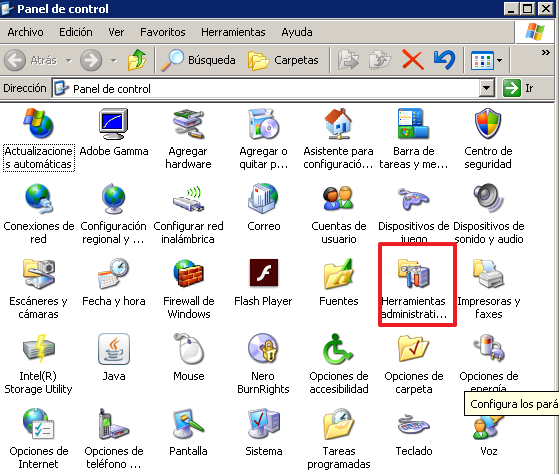 Panel de control
Archivo Edición Ver Favoritos Herramientas Ayuda
Atrás Búsqueda Carpetas »
Dirección Panel de control Ir
Actualizaciones automáticas
Adobe Gamma
Agregar hardware
Agregar o quitar p...
Asistente para configuració...
Barra de tareas y me...
Centro de seguridad
Conexiones de red
Configuración regional y ...
Configurar red inalámbrica
Correo
Cuentas de usuario
Dispositivos de juego
Dispositivos de sonido y audio
Escáneres y cámaras
Fecha y hora
Firewall de Windows
Flash Player
Fuentes
Herramientas administrati...
Impresoras y faxes
Intel(R) Storage Utility
Java
Mouse
Nero BurnRights
Opciones de accesibilidad
Opciones de carpeta
Opciones de energía
Configura los pará
Opciones de Internet
Opciones de teléfono ...
Pantalla
Sistema
Tareas programadas
Teclado
Voz